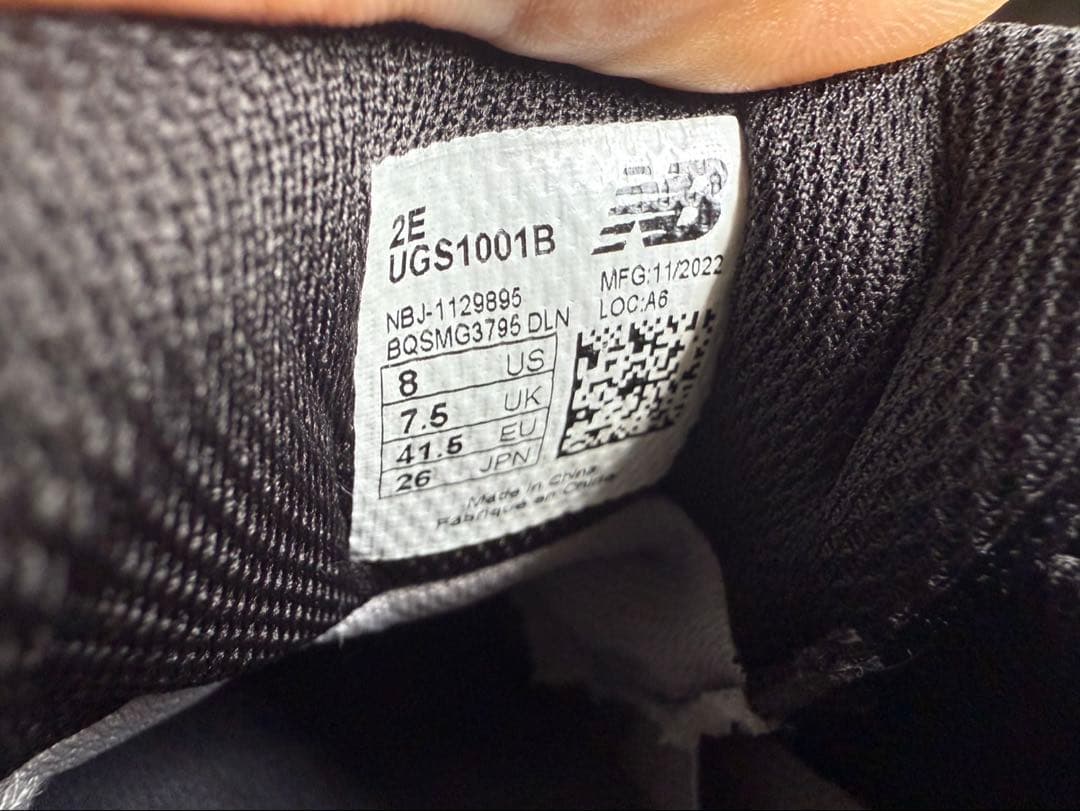 2E
UGS1001B
NBJ-1129895
BQSMG3795 DLN
8 US
7.5 UK
41.5 EU
26 JPN
NB
MFG:11/2022
LOC:A6
Made in China
Fabriqué en Chine